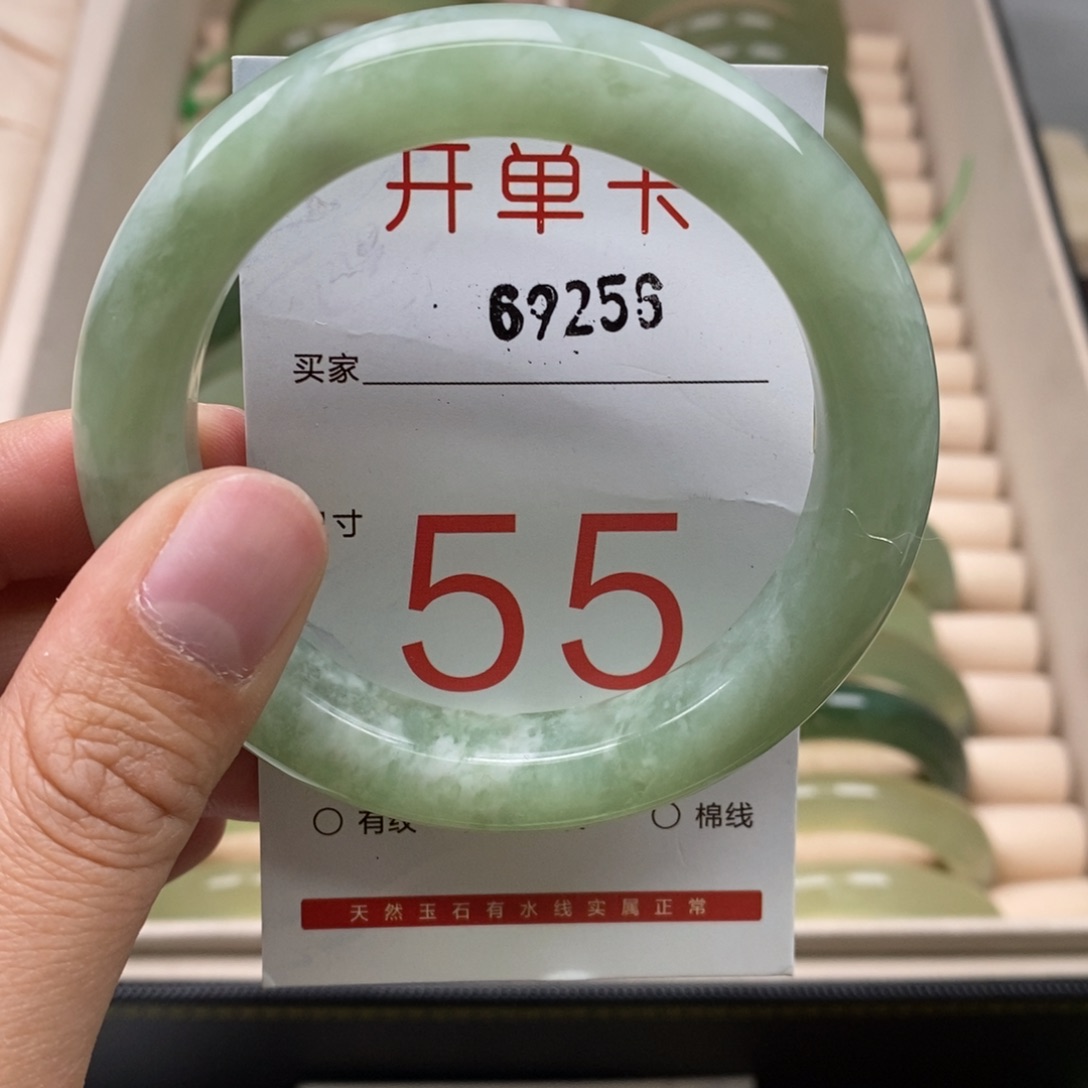 开单卡
69256
买家
寸
55
有纹
棉线
天然玉石有水线实属正常